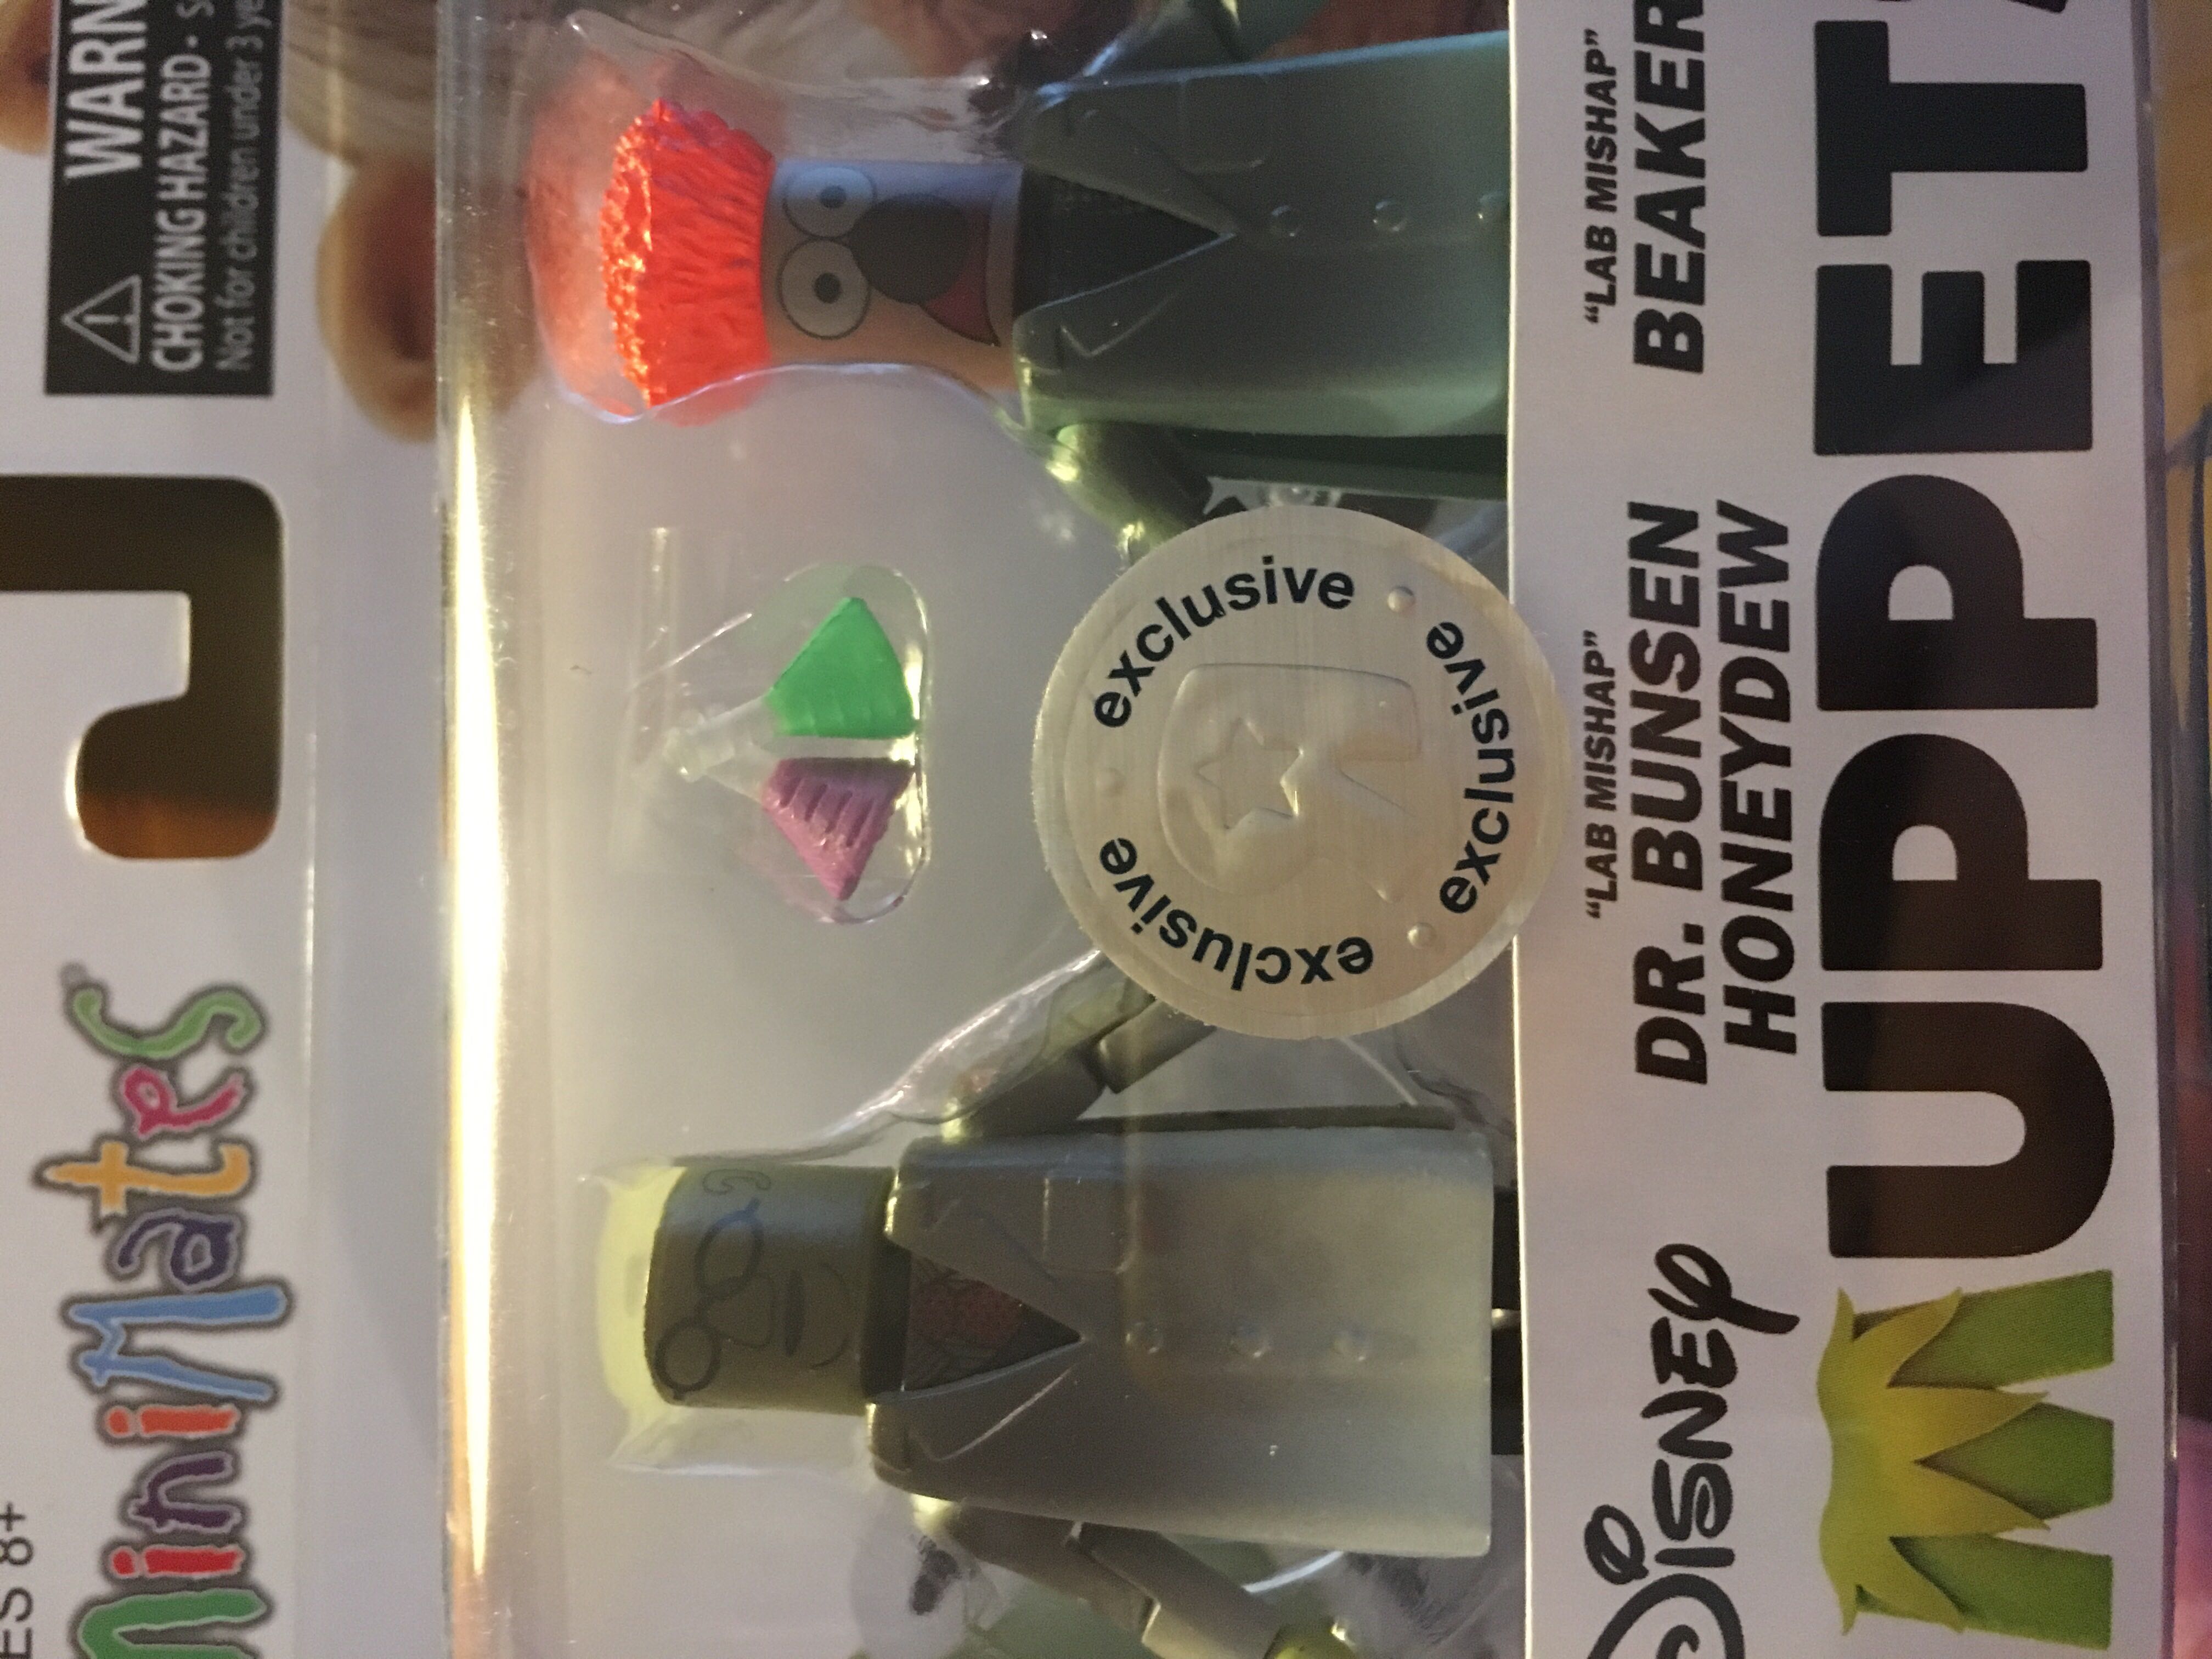 AGES 8+
MiniMates®
WARN
CHOKING HAZARD - S
Not for children under 3 ye
exclusive
exclusive
exclusive
exclusive
"LAB MISHAP"
DR. BUNSEN
HONEYDEW
"LAB MISHAP"
BEAKER
DISNEY
MUPPETS